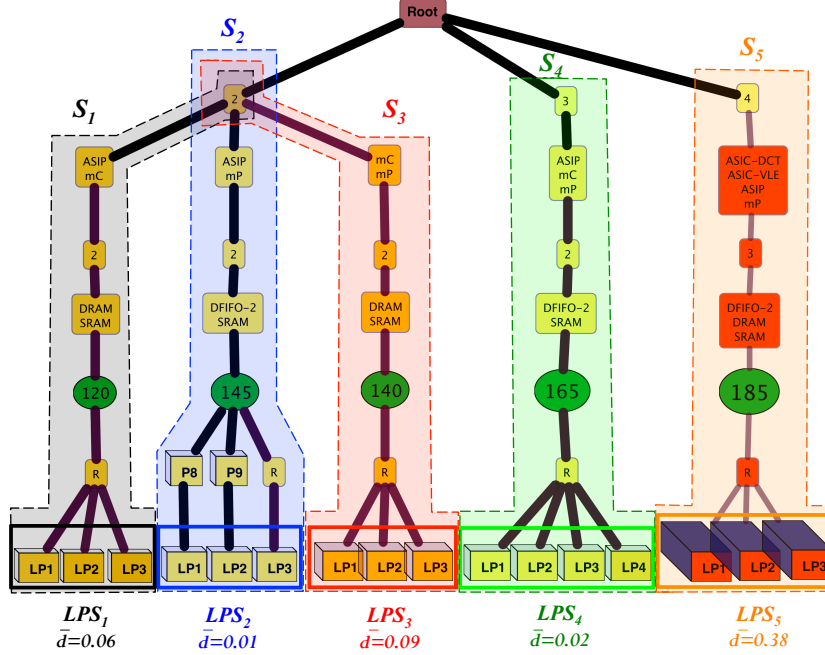 Root
S2
S4
S5
S1
S3
2
3
4
ASIP
mC
ASIP
mP
mC
mP
ASIP
mC
mP
ASIC-DCT
ASIC-VLE
ASIP
mP
2
2
2
2
3
DRAM
SRAM
DFIFO-2
SRAM
DRAM
SRAM
DFIFO-2
SRAM
DFIFO-2
DRAM
SRAM
120
145
140
165
185
R
P8
P9
R
R
R
R
LP1 LP2 LP3
LP1 LP2 LP3
LP1 LP2 LP3
LP1 LP2 LP3 LP4
LP1 LP2 LP3
LPS1
d̄=0.06
LPS2
d̄=0.01
LPS3
d̄=0.09
LPS4
d̄=0.02
LPS5
d̄=0.38